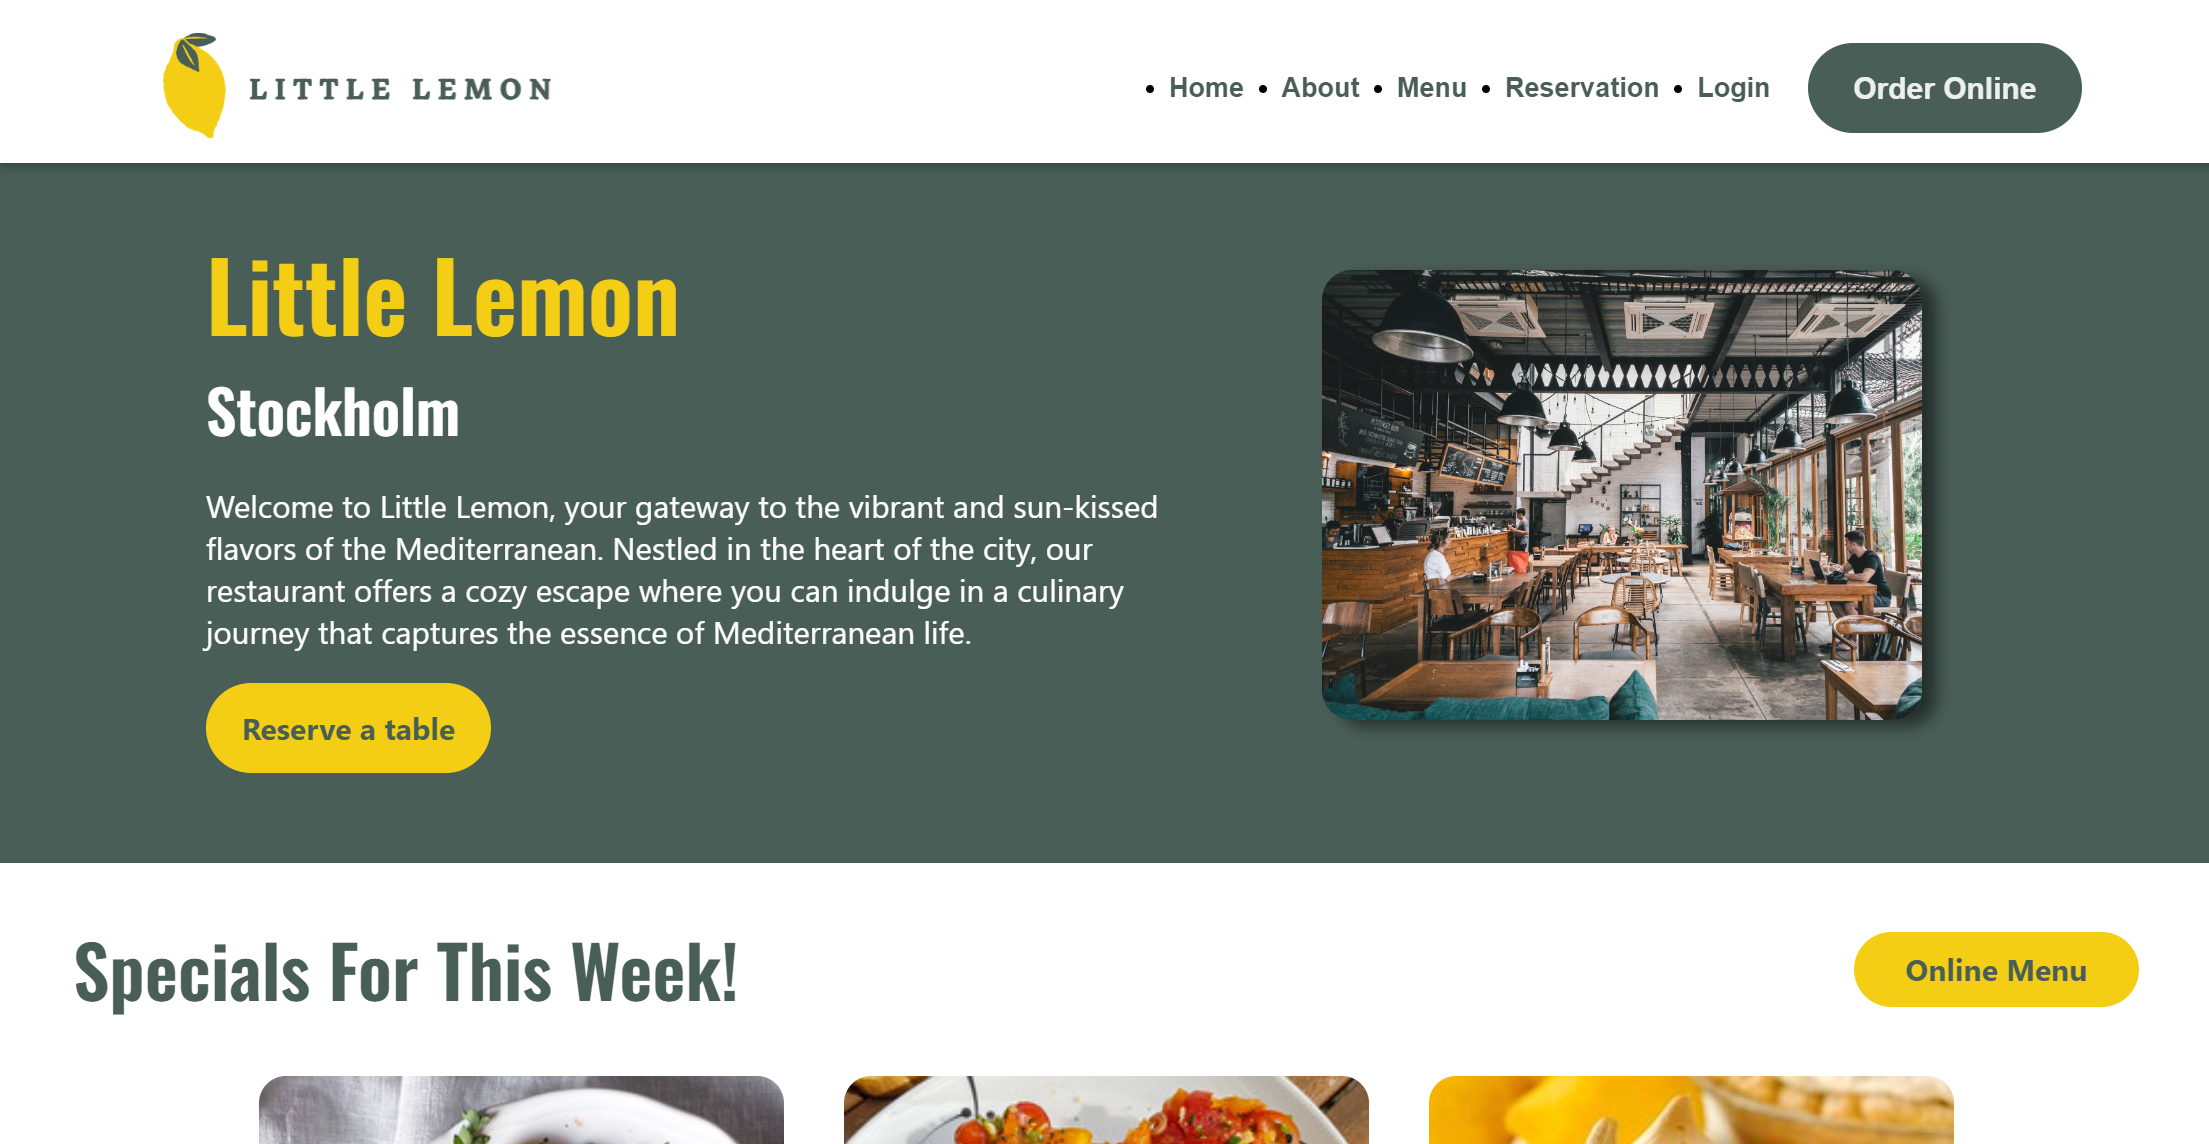 LITTLE LEMON
Home
About
Menu
Reservation
Login
Order Online
Little Lemon
Stockholm
Welcome to Little Lemon, your gateway to the vibrant and sun-kissed
flavors of the Mediterranean. Nestled in the heart of the city, our
restaurant offers a cozy escape where you can indulge in a culinary
journey that captures the essence of Mediterranean life.
Reserve a table
Specials For This Week!
Online Menu